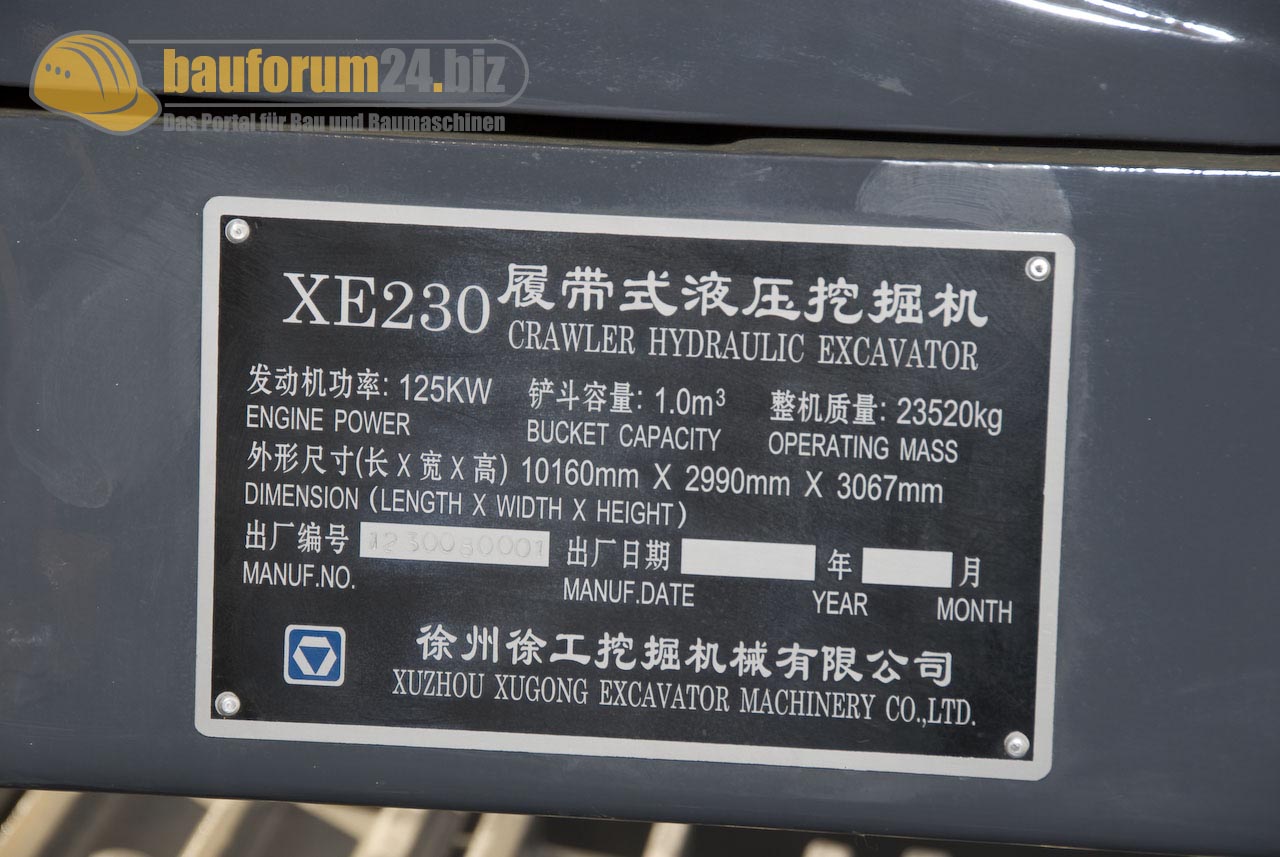 bauforum24.biz
Das Portal für Bau und Baumaschinen
XE230 履带式液压挖掘机
CRAWLER HYDRAULIC EXCAVATOR
发动机功率: 125KW 铲斗容量: 1.0m³ 整机质量: 23520kg
ENGINE POWER BUCKET CAPACITY OPERATING MASS
外形尺寸(长 X 宽 X 高) 10160mm X 2990mm X 3067mm
DIMENSION (LENGTH X WIDTH X HEIGHT)
出厂编号 出厂日期 年 月
MANUF.NO. MANUF.DATE YEAR MONTH
徐州徐工挖掘机械有限公司
XUZHOU XUGONG EXCAVATOR MACHINERY CO.,LTD.